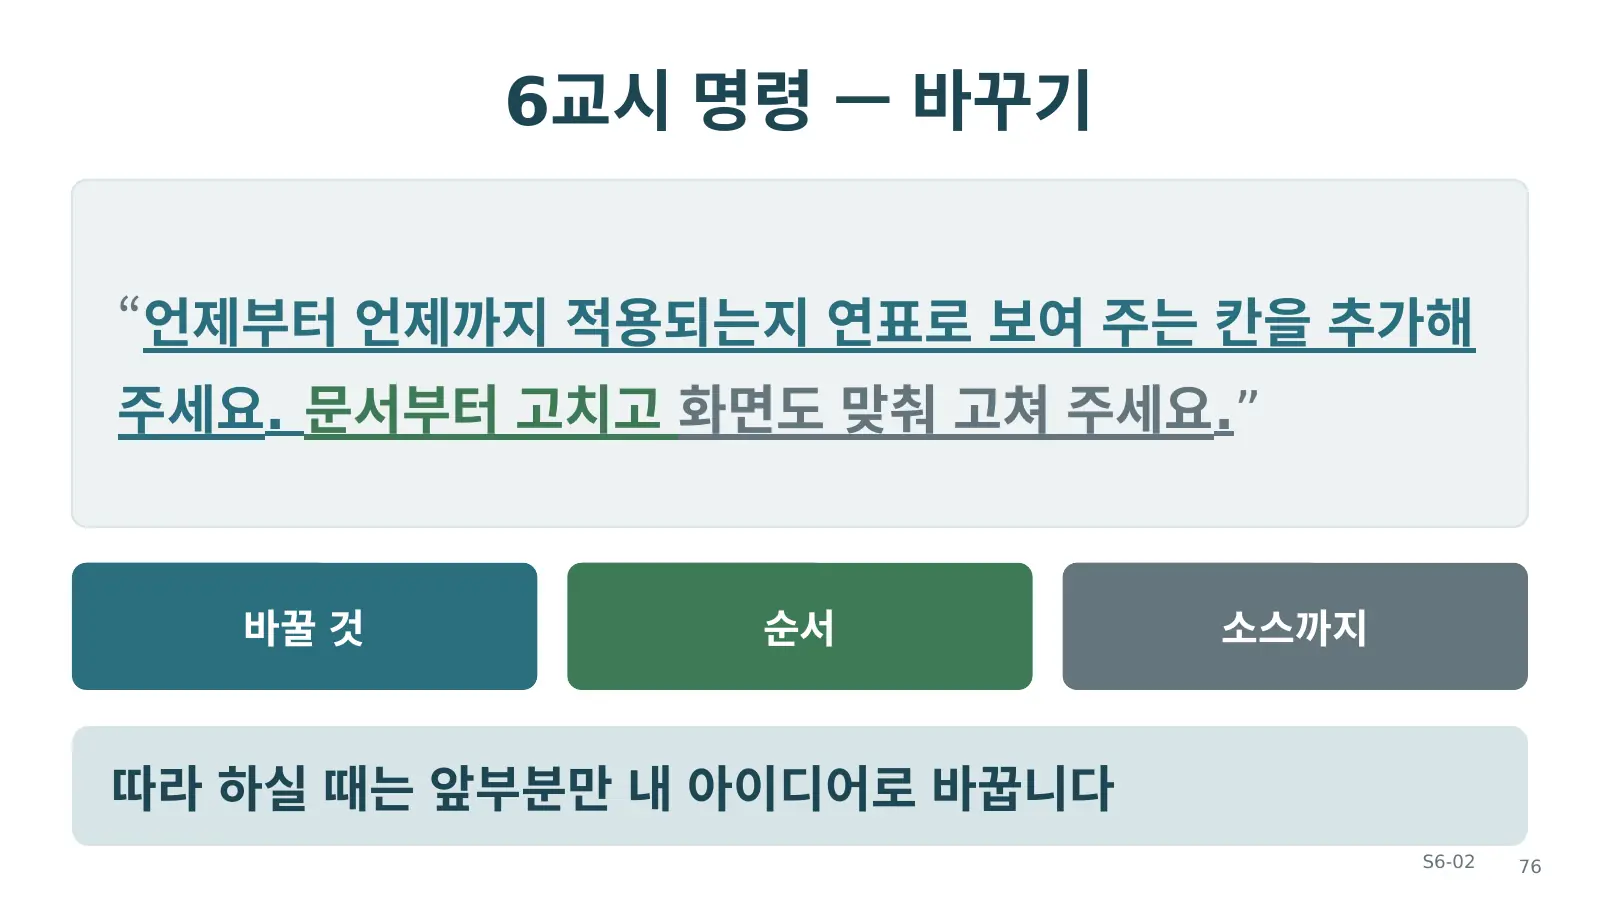 6교시 명령 — 바꾸기
“언제부터 언제까지 적용되는지 연표로 보여 주는 칸을 추가해
주세요. 문서부터 고치고 화면도 맞춰 고쳐 주세요.”
바꿀 것
순서
소스까지
따라 하실 때는 앞부분만 내 아이디어로 바꿉니다
S6-02
76